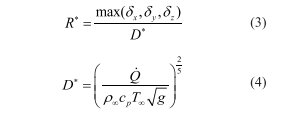 R* = max(δx, δy, δz) / D* (3)
D* = (Q̇ / ρ∞ cp T∞ √g)^(2/5) (4)